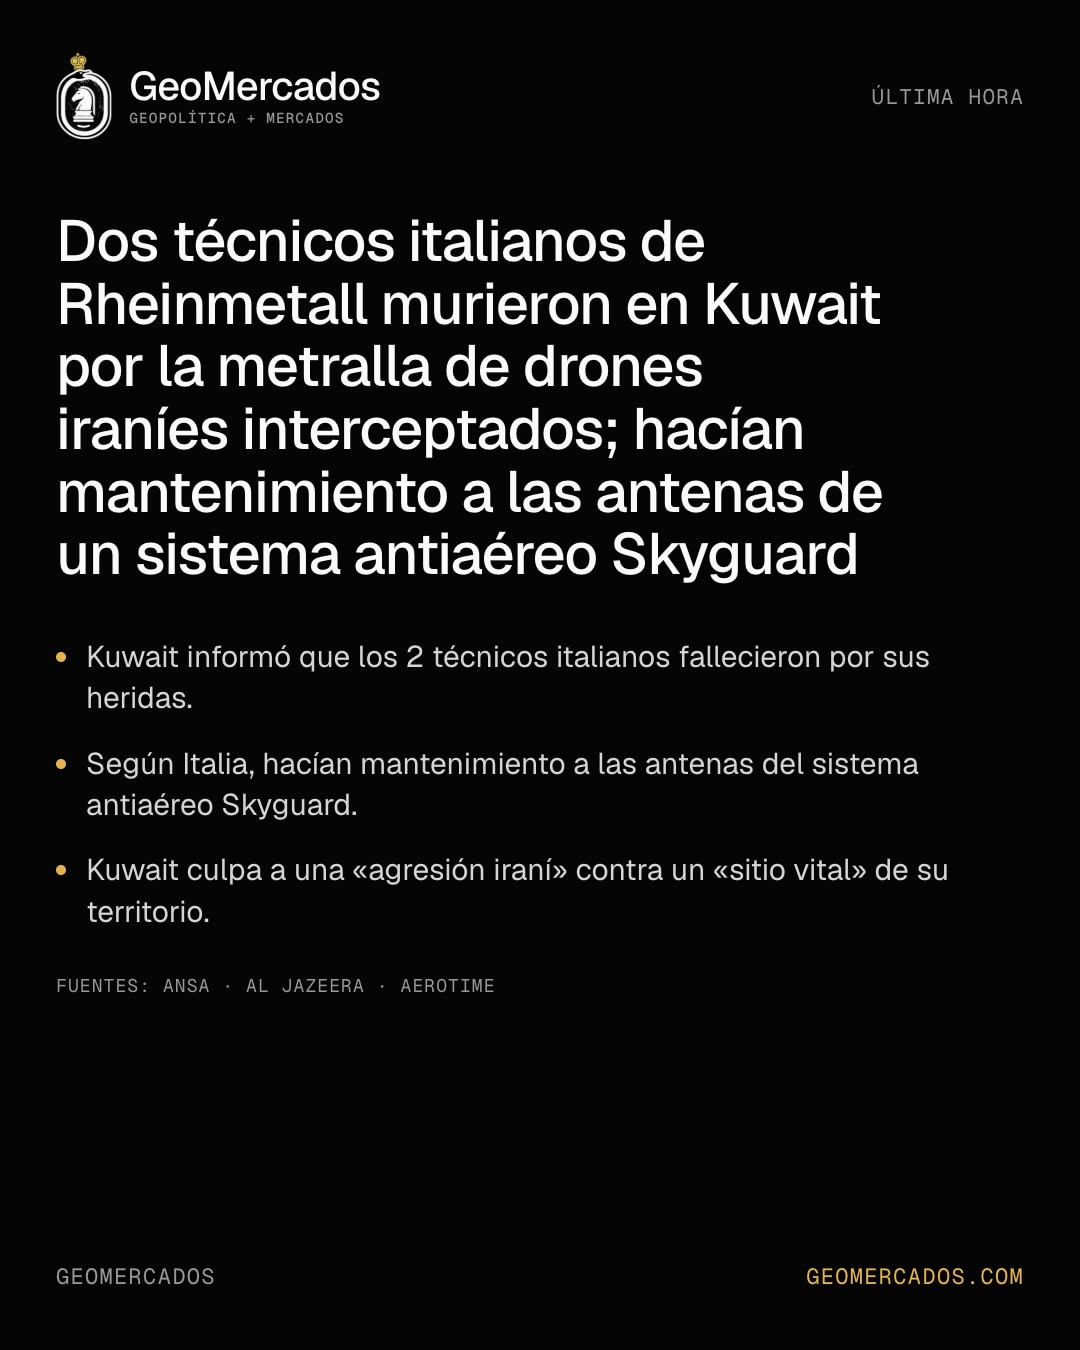 GeoMercados
GEOPOLÍTICA + MERCADOS
ÚLTIMA HORA
Dos técnicos italianos de
Rheinmetall murieron en Kuwait
por la metralla de drones
iraníes interceptados; hacían
mantenimiento a las antenas de
un sistema antiaéreo Skyguard
• Kuwait informó que los 2 técnicos italianos fallecieron por sus
heridas.
• Según Italia, hacían mantenimiento a las antenas del sistema
antiaéreo Skyguard.
• Kuwait culpa a una «agresión iraní» contra un «sitio vital» de su
territorio.
FUENTES: ANSA · AL JAZEERA · AEROTIME
GEOMERCADOS
GEOMERCADOS.COM